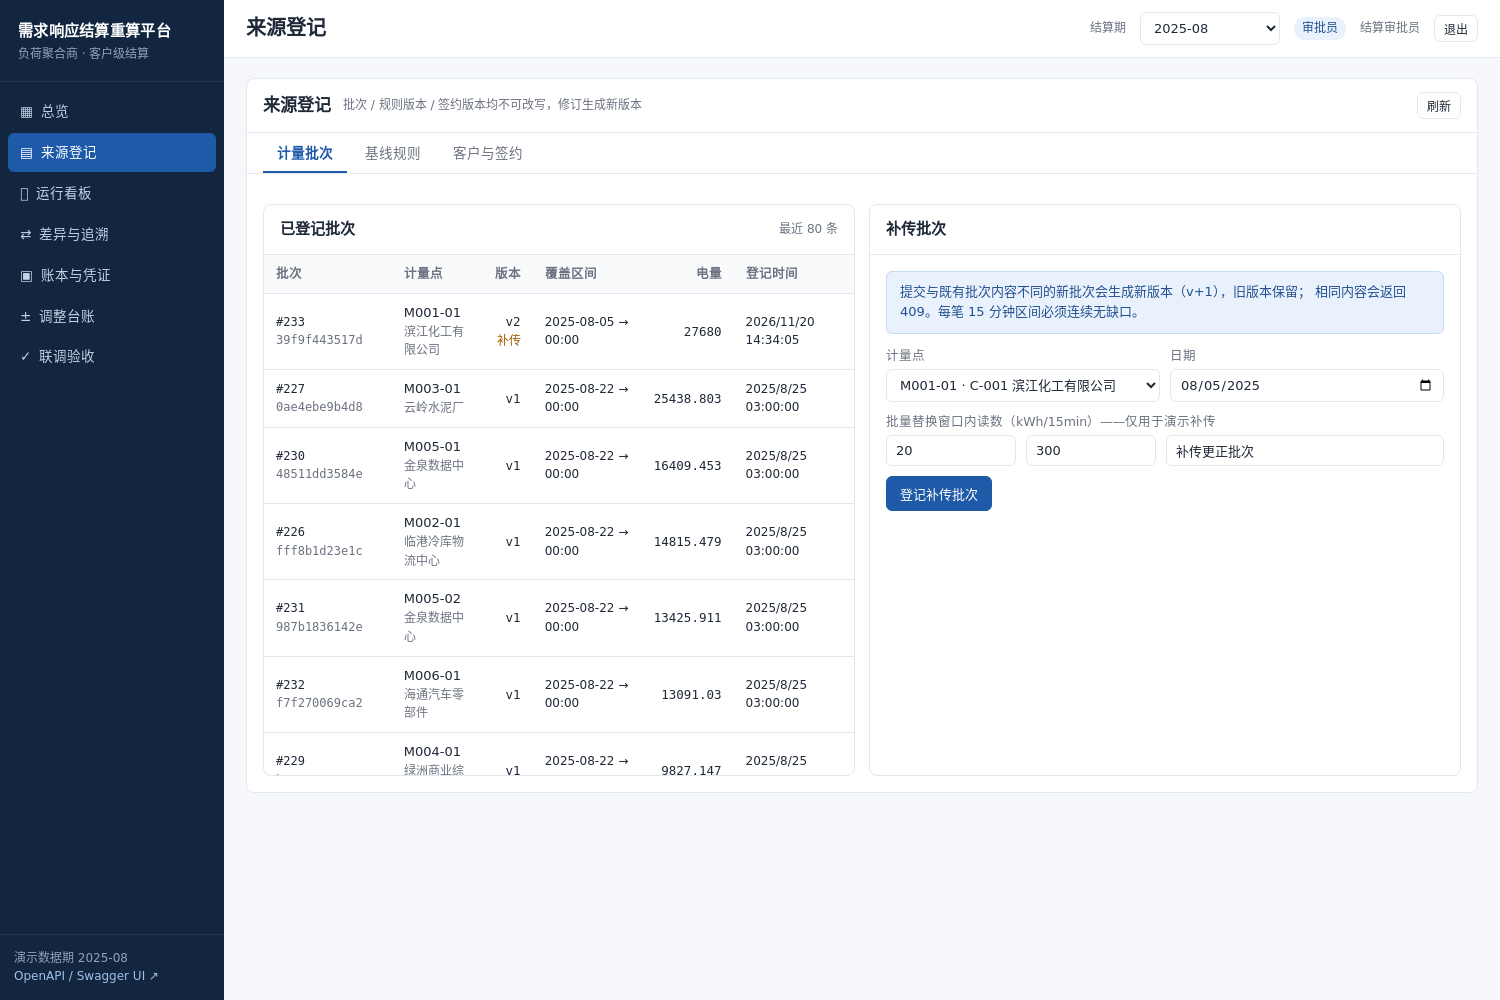 需求响应结算重算平台
负荷聚合商 · 客户级结算
总览
来源登记
运行看板
差异与追溯
账本与凭证
调整台账
联调验收
演示数据期 2025-08
OpenAPI / Swagger UI ↗
来源登记
结算期
2025-08
审批员
结算审批员
退出
来源登记
批次 / 规则版本 / 签约版本均不可改写，修订生成新版本
刷新
计量批次
基线规则
客户与签约
已登记批次
最近 80 条
批次 计量点 版本 覆盖区间 电量 登记时间
#233
39f9f443517d
M001-01
滨江化工有
限公司
v2
补传
2025-08-05 →
00:00
27680
2026/11/20
14:34:05
#227
0ae4ebe9b4d8
M003-01
云岭水泥厂
v1
2025-08-22 →
00:00
25438.803
2025/8/25
03:00:00
#230
48511dd3584e
M005-01
金泉数据中
心
v1
2025-08-22 →
00:00
16409.453
2025/8/25
03:00:00
#226
fff8b1d23e1c
M002-01
临港冷库物
流中心
v1
2025-08-22 →
00:00
14815.479
2025/8/25
03:00:00
#231
987b1836142e
M005-02
金泉数据中
心
v1
2025-08-22 →
00:00
13425.911
2025/8/25
03:00:00
#232
f7f270069ca2
M006-01
海通汽车零
部件
v1
2025-08-22 →
00:00
13091.03
2025/8/25
03:00:00
#229
M004-01
绿洲商业综
v1
2025-08-22 →
9827.147
2025/8/25
补传批次
提交与既有批次内容不同的新批次会生成新版本（v+1），旧版本保留； 相同内容会返回
409。每笔 15 分钟区间必须连续无缺口。
计量点
M001-01 · C-001 滨江化工有限公司
日期
08/05/2025
批量替换窗口内读数（kWh/15min）——仅用于演示补传
20
300
补传更正批次
登记补传批次